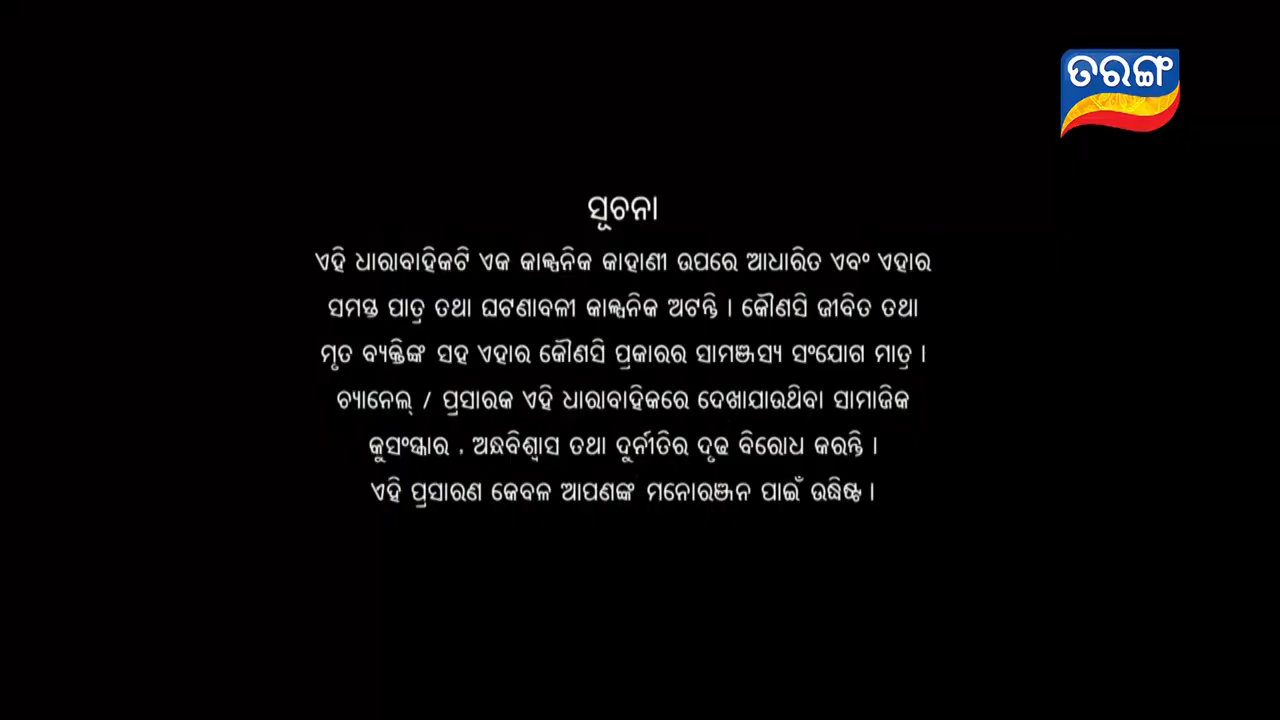 ତରଙ୍ଗ
ସୂଚନା
ଏହି ଧାରାବାହିକଟି ଏକ କାଳ୍ପନିକ କାହାଣୀ ଉପରେ ଆଧାରିତ ଏବଂ ଏହାର
ସମସ୍ତ ପାତ୍ର ତଥା ଘଟଣାବଳୀ କାଳ୍ପନିକ ଅଟନ୍ତି । କୌଣସି ଜୀବିତ ତଥା
ମୃତ ବ୍ୟକ୍ତିଙ୍କ ସହ ଏହାର କୌଣସି ପ୍ରକାରର ସାମଞ୍ଜସ୍ୟ ସଂଯୋଗ ମାତ୍ର ।
ଚ୍ୟାନେଲ୍ / ପ୍ରସାରକ ଏହି ଧାରାବାହିକରେ ଦେଖାଯାଉଥିବା ସାମାଜିକ
କୁସଂସ୍କାର , ଅନ୍ଧବିଶ୍ୱାସ ତଥା ଦୁର୍ନୀତିର ଦୃଢ ବିରୋଧ କରନ୍ତି ।
ଏହି ପ୍ରସାରଣ କେବଳ ଆପଣଙ୍କ ମନୋରଞ୍ଜନ ପାଇଁ ଉଦ୍ଧିଷ୍ଟ ।